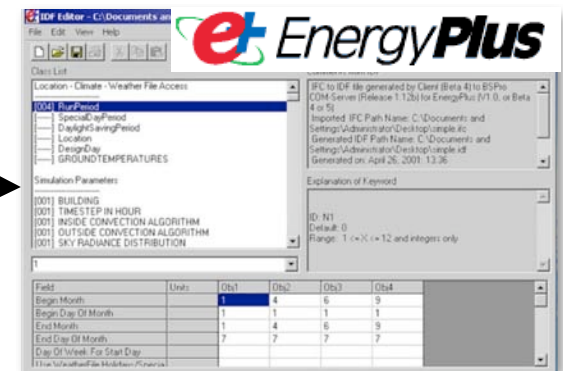 IDF Editor - C:\Documents an
EnergyPlus
File Edit View Help
Class List
Comments from IDF
Location - Climate - Weather File Access
[004] RunPeriod
[----] SpecialDayPeriod
[----] DaylightSavingPeriod
[----] Location
[----] DesignDay
[----] GROUNDTEMPERATURES
Simulation Parameters
[001] BUILDING
[001] TIMESTEP IN HOUR
[001] INSIDE CONVECTION ALGORITHM
[001] OUTSIDE CONVECTION ALGORITHM
[001] SKY RADIANCE DISTRIBUTION
IFC to IDF file generated by Client (Beta 4) to BSPro
COM-Server (Release 1.12b) for EnergyPlus (V1.0, or Beta
4 or 5)
Imported IFC Path Name: C:\Documents and
Settings\Administrator\Desktop\simple.ifc
Generated IDF Path Name: C:\Documents and
Settings\Administrator\Desktop\simple.idf
Generated on: April 26, 2001 13:36
Explanation of Keyword
ID: N1
Default: 0
Range: 1 <= X <= 12 and integers only
1
Field Units Obj1 Obj2 Obj3 Obj4
Begin Month 1 4 6 9
Begin Day Of Month 1 1 1 1
End Month 1 4 6 9
End Day Of Month 7 7 7 7
Day Of Week For Start Day
Use WeatherFile Holidays/Special